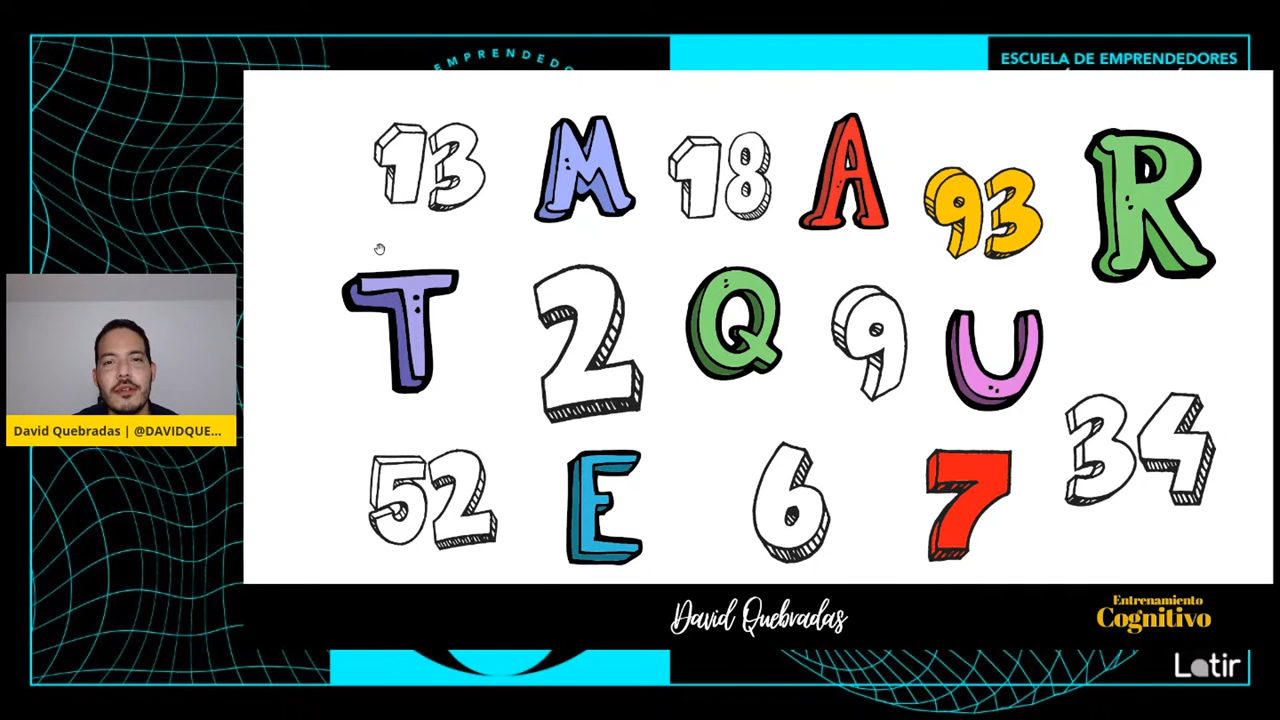 EMPRENDEDO
ESCUELA DE EMPRENDEDORES
13 M 18 A 93 R
T 2 Q 9 U
34
52 E 6 7
David Quebradas | @DAVIDQUE...
David Quebradas
Entrenamiento
Cognitivo
Latir